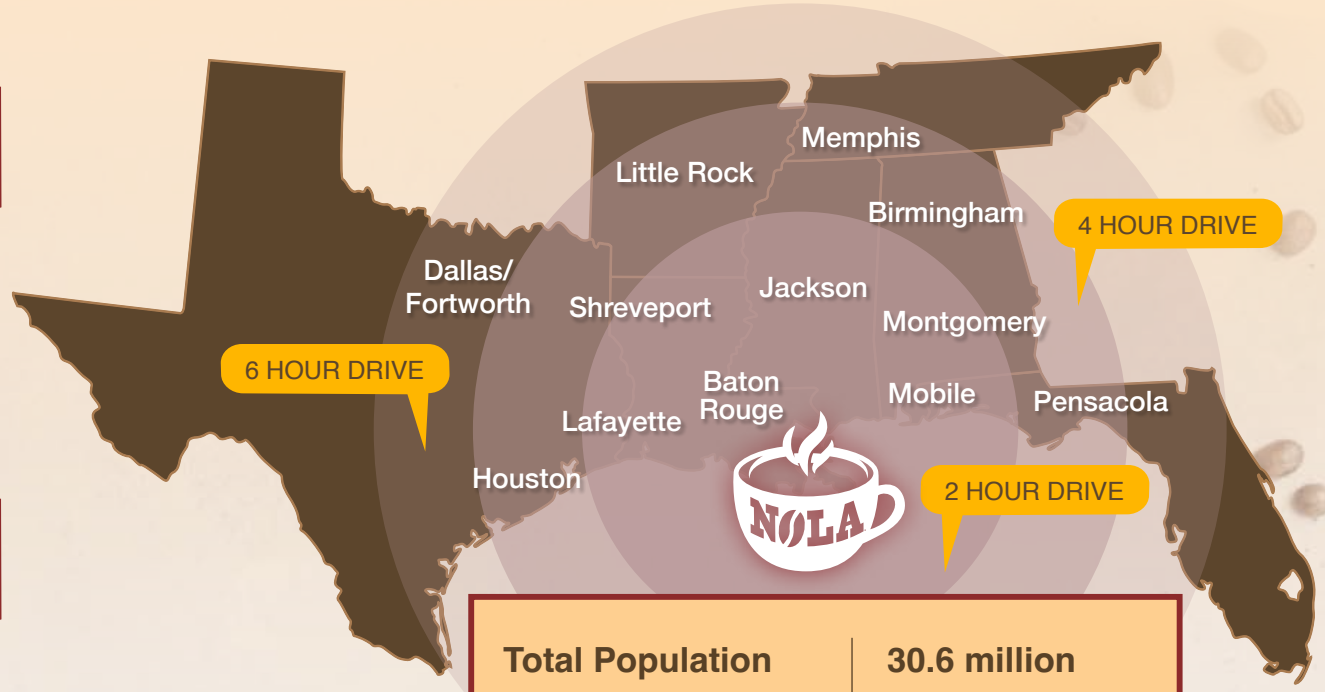 Memphis
Little Rock
Birmingham
4 HOUR DRIVE
Dallas/
Fortworth
Shreveport
Jackson
Montgomery
6 HOUR DRIVE
Baton
Rouge
Mobile
Pensacola
Lafayette
Houston
2 HOUR DRIVE
NOLA
Total Population 30.6 million